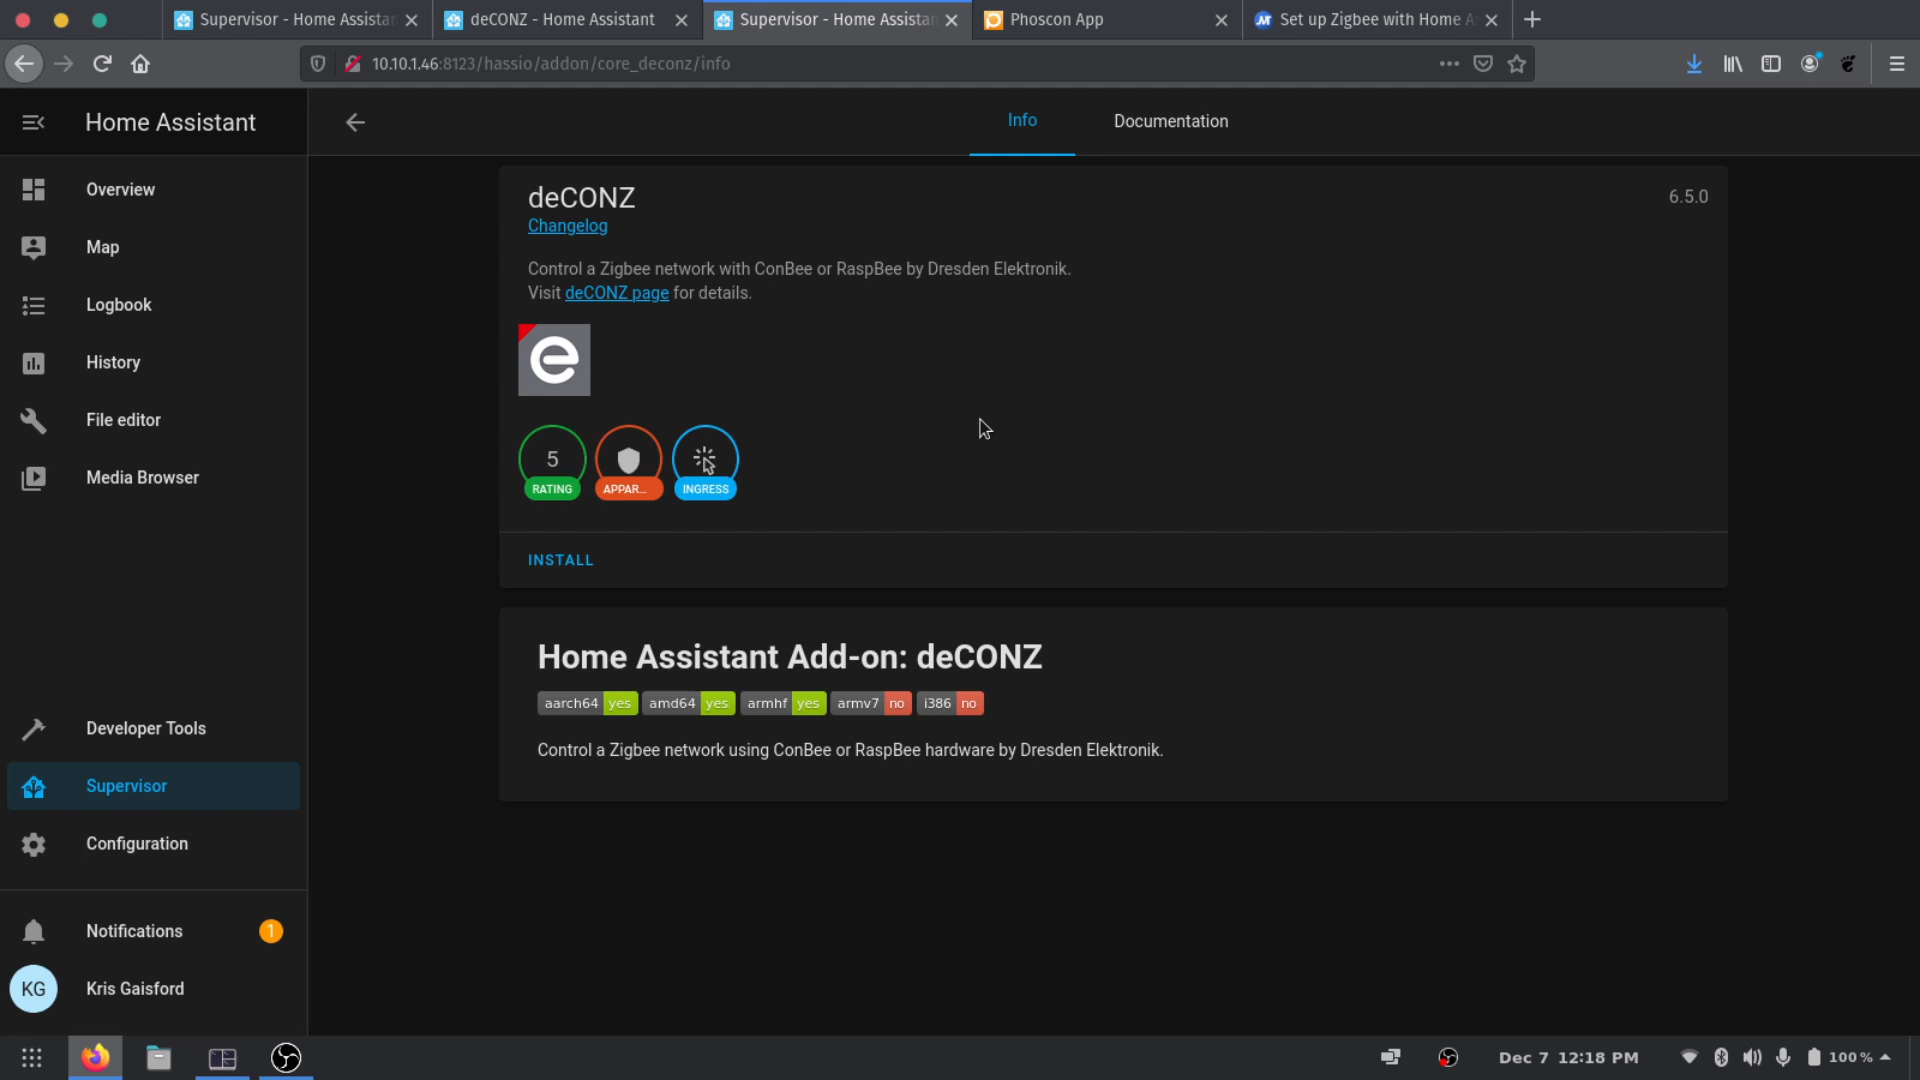 Supervisor - Home Assistan
deCONZ - Home Assistant
Supervisor - Home Assistan
Phoscon App
Set up Zigbee with Home A
10.10.1.46:8123/hassio/addon/core_deconz/info
Home Assistant
Info
Documentation
Overview
Map
Logbook
History
File editor
Media Browser
Developer Tools
Supervisor
Configuration
Notifications
1
KG
Kris Gaisford
deCONZ
6.5.0
Changelog
Control a Zigbee network with ConBee or RaspBee by Dresden Elektronik.
Visit deCONZ page for details.
5
RATING
APPAR...
INGRESS
INSTALL
Home Assistant Add-on: deCONZ
aarch64 yes amd64 yes armhf yes armv7 no i386 no
Control a Zigbee network using ConBee or RaspBee hardware by Dresden Elektronik.
Dec 7 12:18 PM
100%